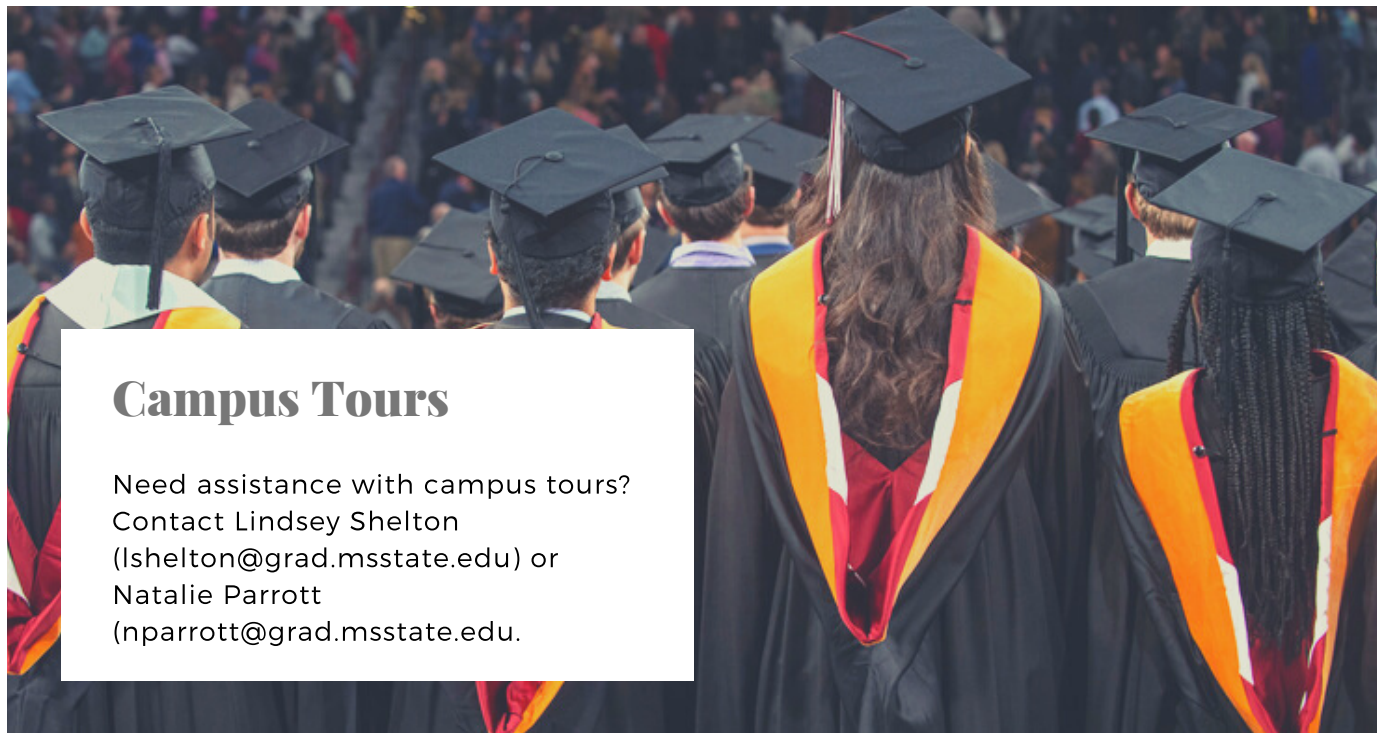 Campus Tours
Need assistance with campus tours?
Contact Lindsey Shelton
(lshelton@grad.msstate.edu) or
Natalie Parrott
(nparrott@grad.msstate.edu.